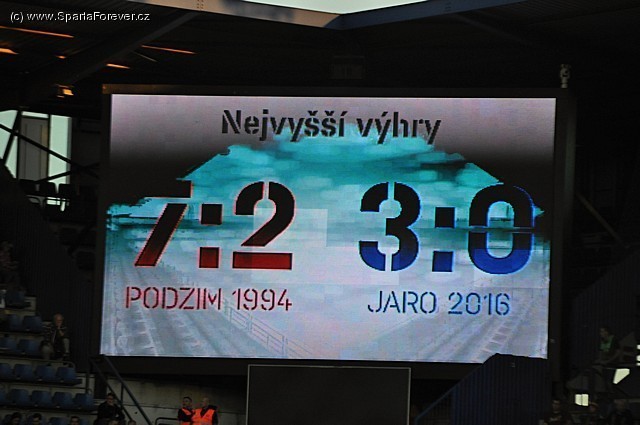 (c) www.SpartaForever.cz
Nejvyšší výhry
7:2 3:0
PODZIM 1994 JARO 2016